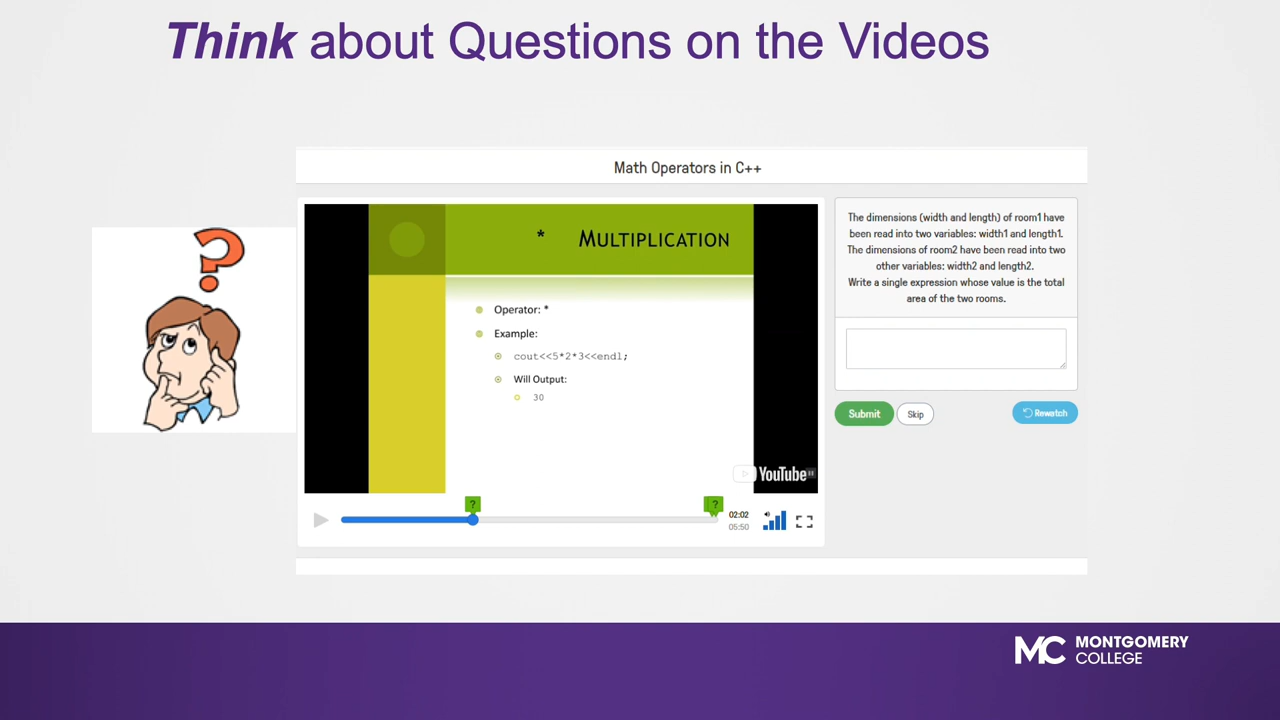 Think about Questions on the Videos
Math Operators in C++
* MULTIPLICATION
Operator: *
Example:
cout<<5*2*3<<endl;
Will Output:
30
YouTube
?
?
02:02
05:50
The dimensions (width and length) of room1 have
been read into two variables: width1 and length1.
The dimensions of room2 have been read into two
other variables: width2 and length2.
Write a single expression whose value is the total
area of the two rooms.
Submit
Skip
Rewatch
?
MC MONTGOMERY
COLLEGE